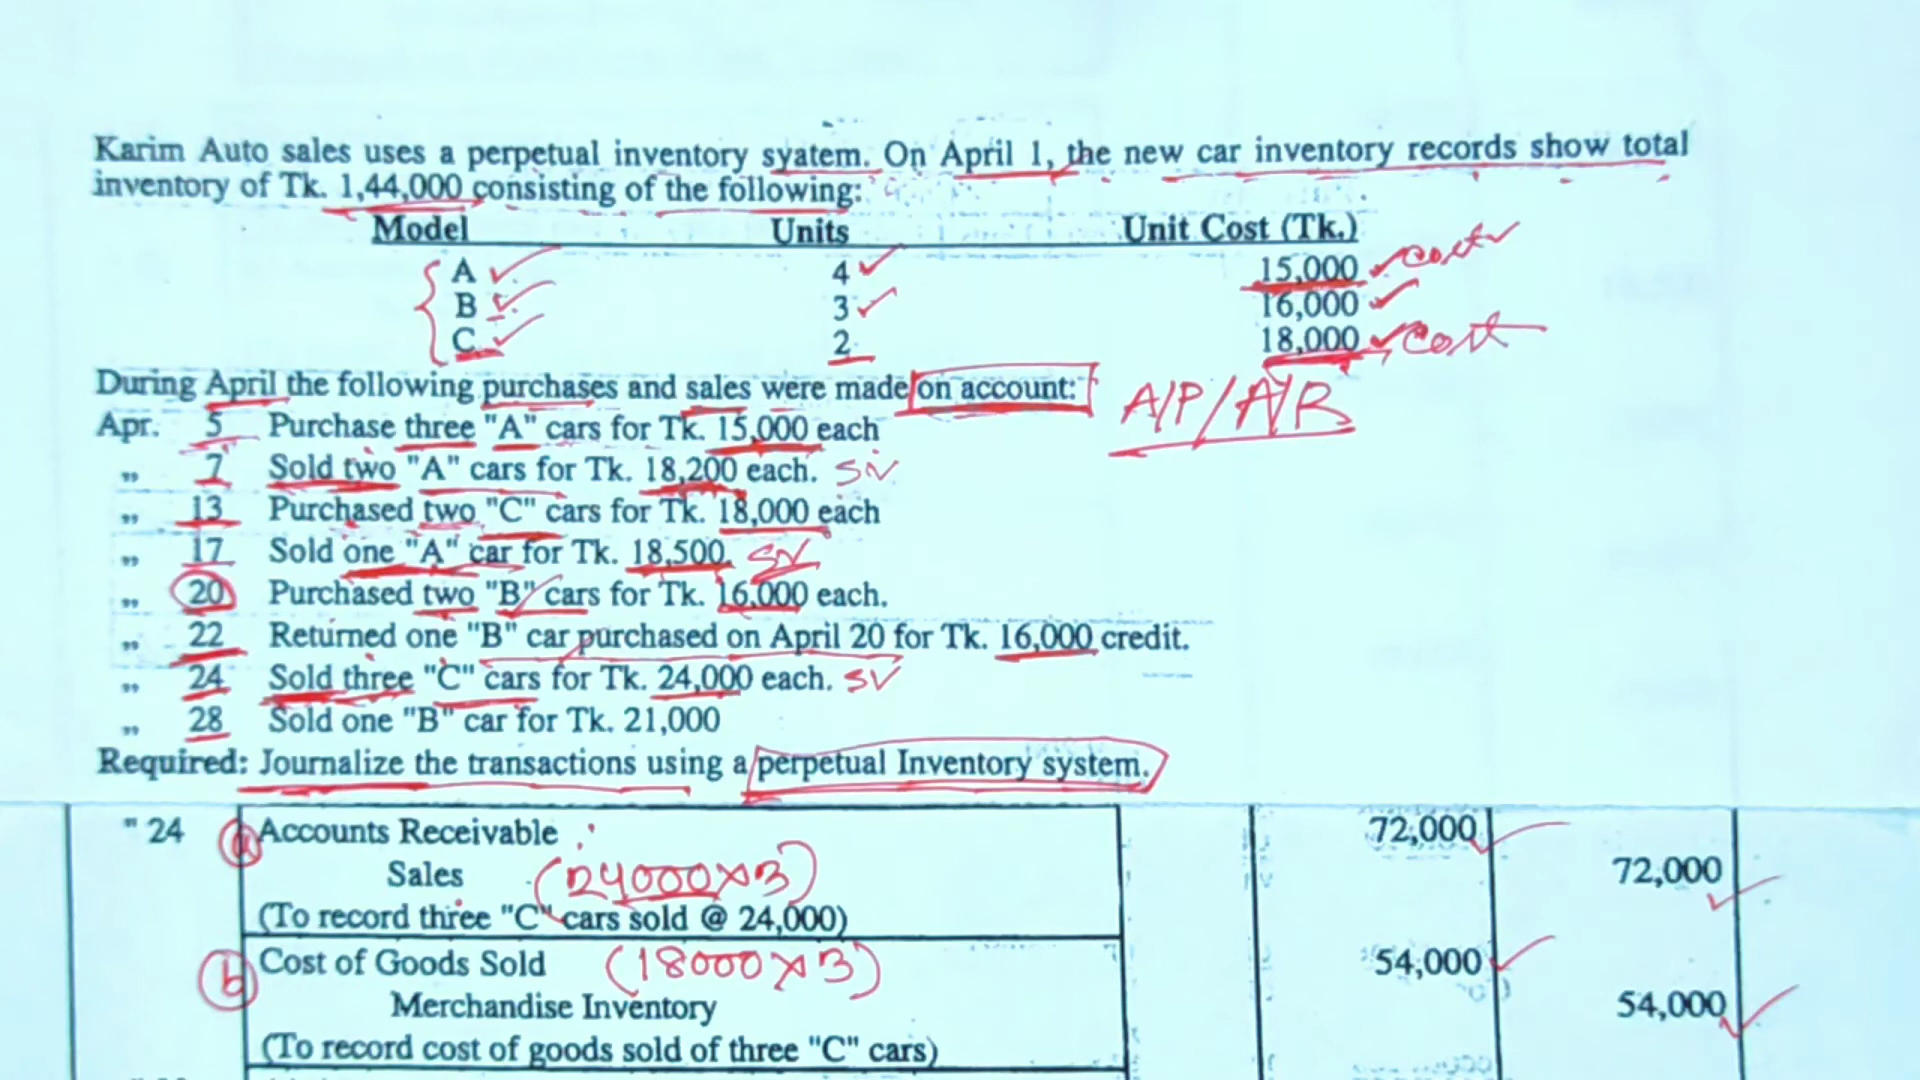 Karim Auto sales uses a perpetual inventory syatem. On April 1, the new car inventory records show total
inventory of Tk. 1,44,000 consisting of the following:
Model Units Unit Cost (Tk.)
A 4 15,000 cost
B 3 16,000
C 2 18,000 cost
During April the following purchases and sales were made on account: A/P/A/R
Apr. 5 Purchase three "A" cars for Tk. 15,000 each
„ 7 Sold two "A" cars for Tk. 18,200 each. SV
„ 13 Purchased two "C" cars for Tk. 18,000 each
„ 17 Sold one "A" car for Tk. 18,500. SV
„ 20 Purchased two "B" cars for Tk. 16,000 each.
„ 22 Returned one "B" car purchased on April 20 for Tk. 16,000 credit.
„ 24 Sold three "C" cars for Tk. 24,000 each. SV
„ 28 Sold one "B" car for Tk. 21,000
Required: Journalize the transactions using a perpetual Inventory system.
" 24 a Accounts Receivable 72,000
Sales (24000×3) 72,000
(To record three "C" cars sold @ 24,000)
b Cost of Goods Sold (18000×3) 54,000
Merchandise Inventory 54,000
(To record cost of goods sold of three "C" cars)